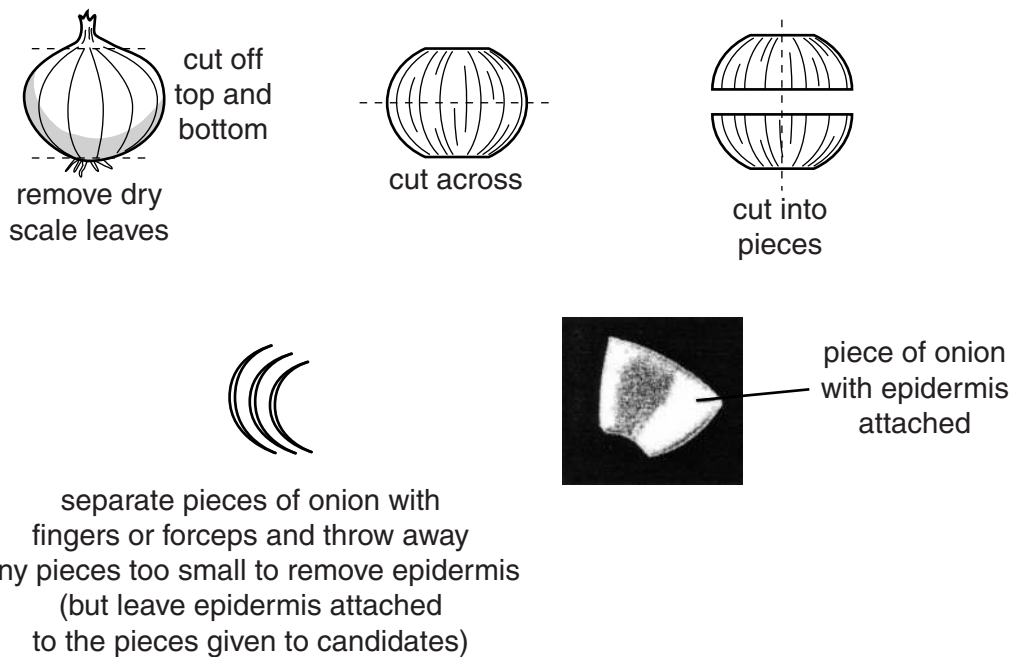 cut off
top and
bottom
remove dry
scale leaves
cut across
cut into
pieces
piece of onion
with epidermis
attached
separate pieces of onion with
fingers or forceps and throw away
ny pieces too small to remove epidermis
(but leave epidermis attached
to the pieces given to candidates)